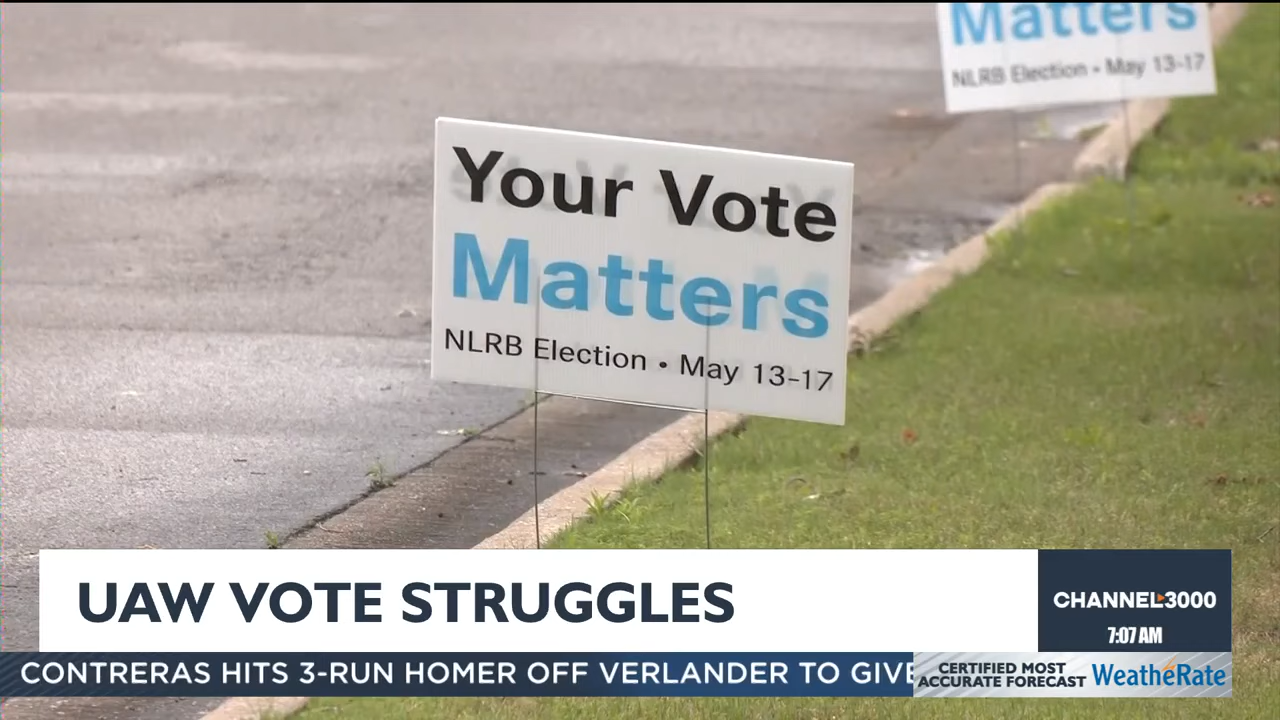 Matters
NLRB Election • May 13-17
Your Vote
Matters
NLRB Election • May 13-17
UAW VOTE STRUGGLES
CHANNEL3000
7:07 AM
CONTRERAS HITS 3-RUN HOMER OFF VERLANDER TO GIVE
CERTIFIED MOST
ACCURATE FORECAST
WeatheRate